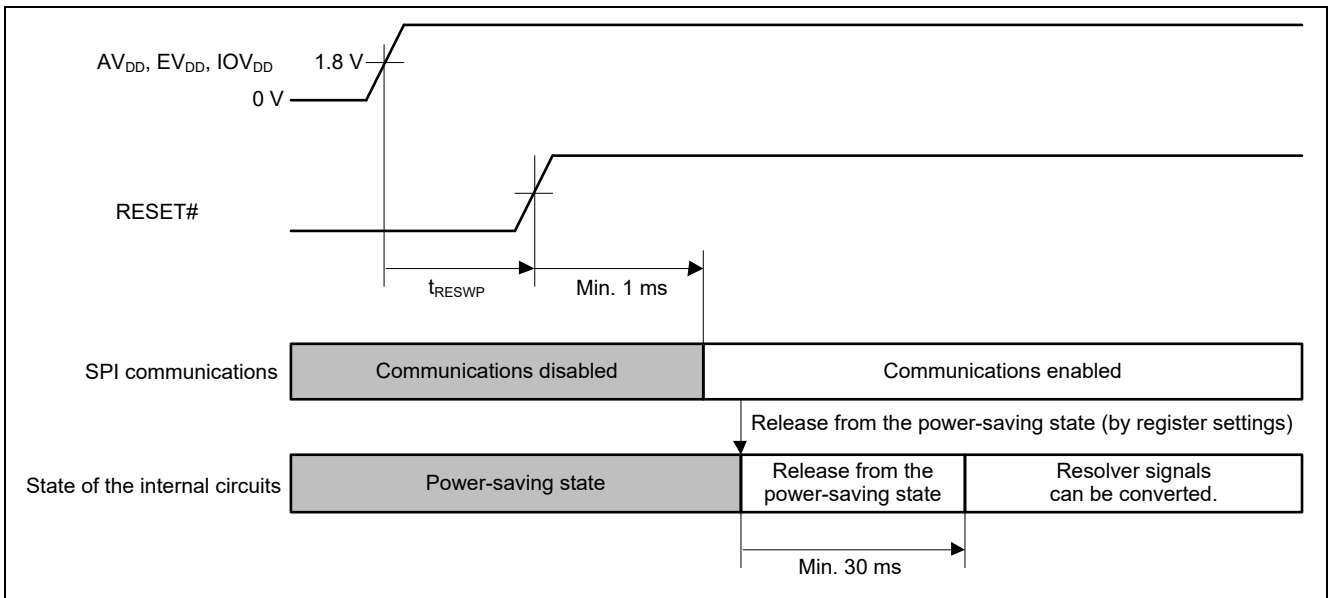 AVDD, EVDD, IOVDD 1.8 V
0 V
RESET#
tRESWP
Min. 1 ms
SPI communications
Communications disabled
Communications enabled
Release from the power-saving state (by register settings)
State of the internal circuits
Power-saving state
Release from the
power-saving state
Resolver signals
can be converted.
Min. 30 ms